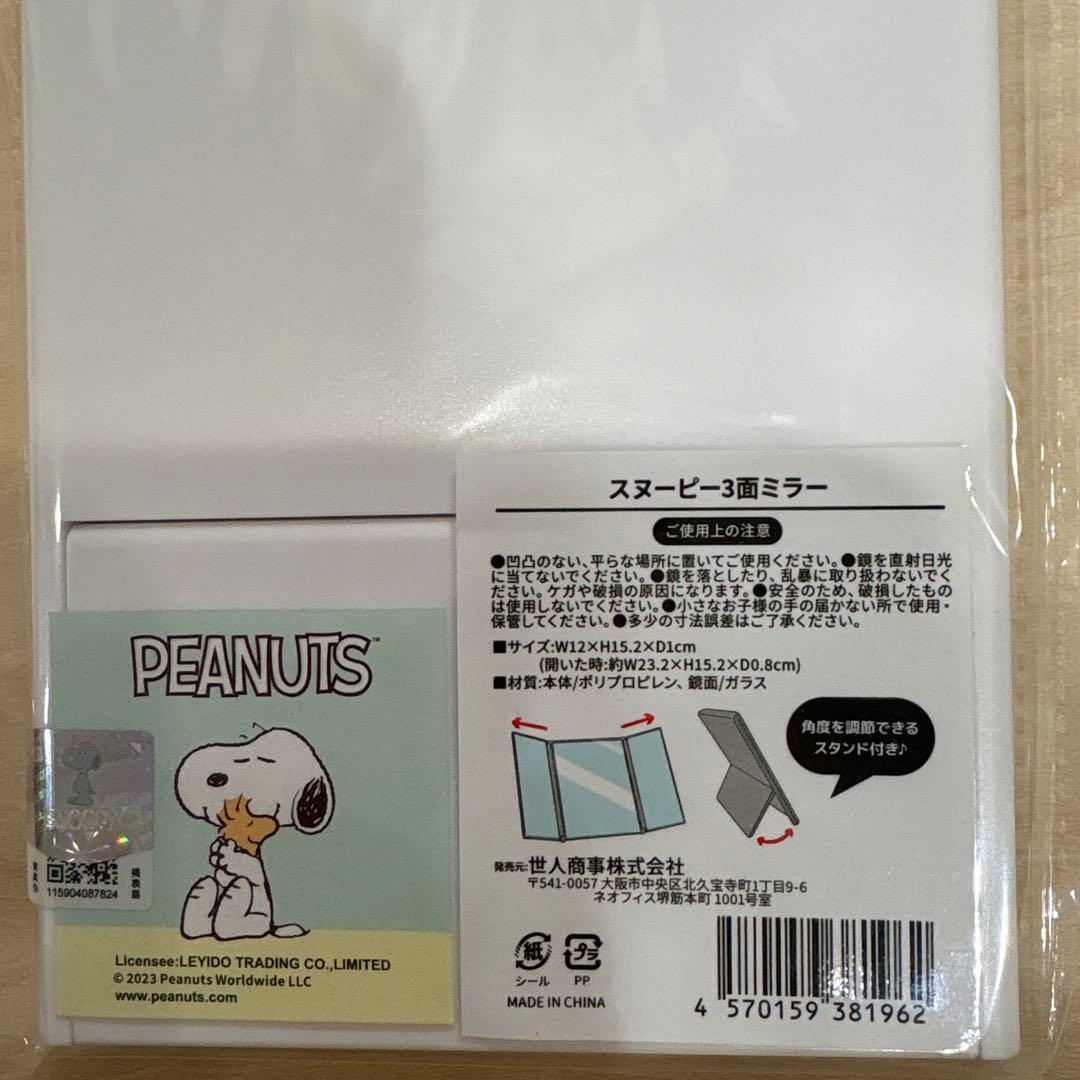 スヌーピー3面ミラー
ご使用上の注意
●凹凸のない、平らな場所に置いてご使用ください。●鏡を直射日光
に当てないでください。●鏡を落としたり、乱暴に取り扱わないでくだ
さい。ケガや破損の原因になります。●安全のため、破損したもの
は使用しないでください。●小さなお子様の手の届かない所で使用・
保管してください。●多少の寸法誤差はご了承ください。
■サイズ:W12×H15.2×D1cm
(開いた時:約W23.2×H15.2×D0.8cm)
■材質:本体/ポリプロピレン、鏡面/ガラス
角度を調節できる
スタンド付き♪
発売元:世人商事株式会社
〒541-0057 大阪市中央区北久宝寺町1丁目9-6
ネオフィス堺筋本町 1001号室
紙
シール
プラ
PP
MADE IN CHINA
4 570159 381962
PEANUTS™
SNOOPY
115904087824
Licensee:LEYIDO TRADING CO.,LIMITED
© 2023 Peanuts Worldwide LLC
www.peanuts.com